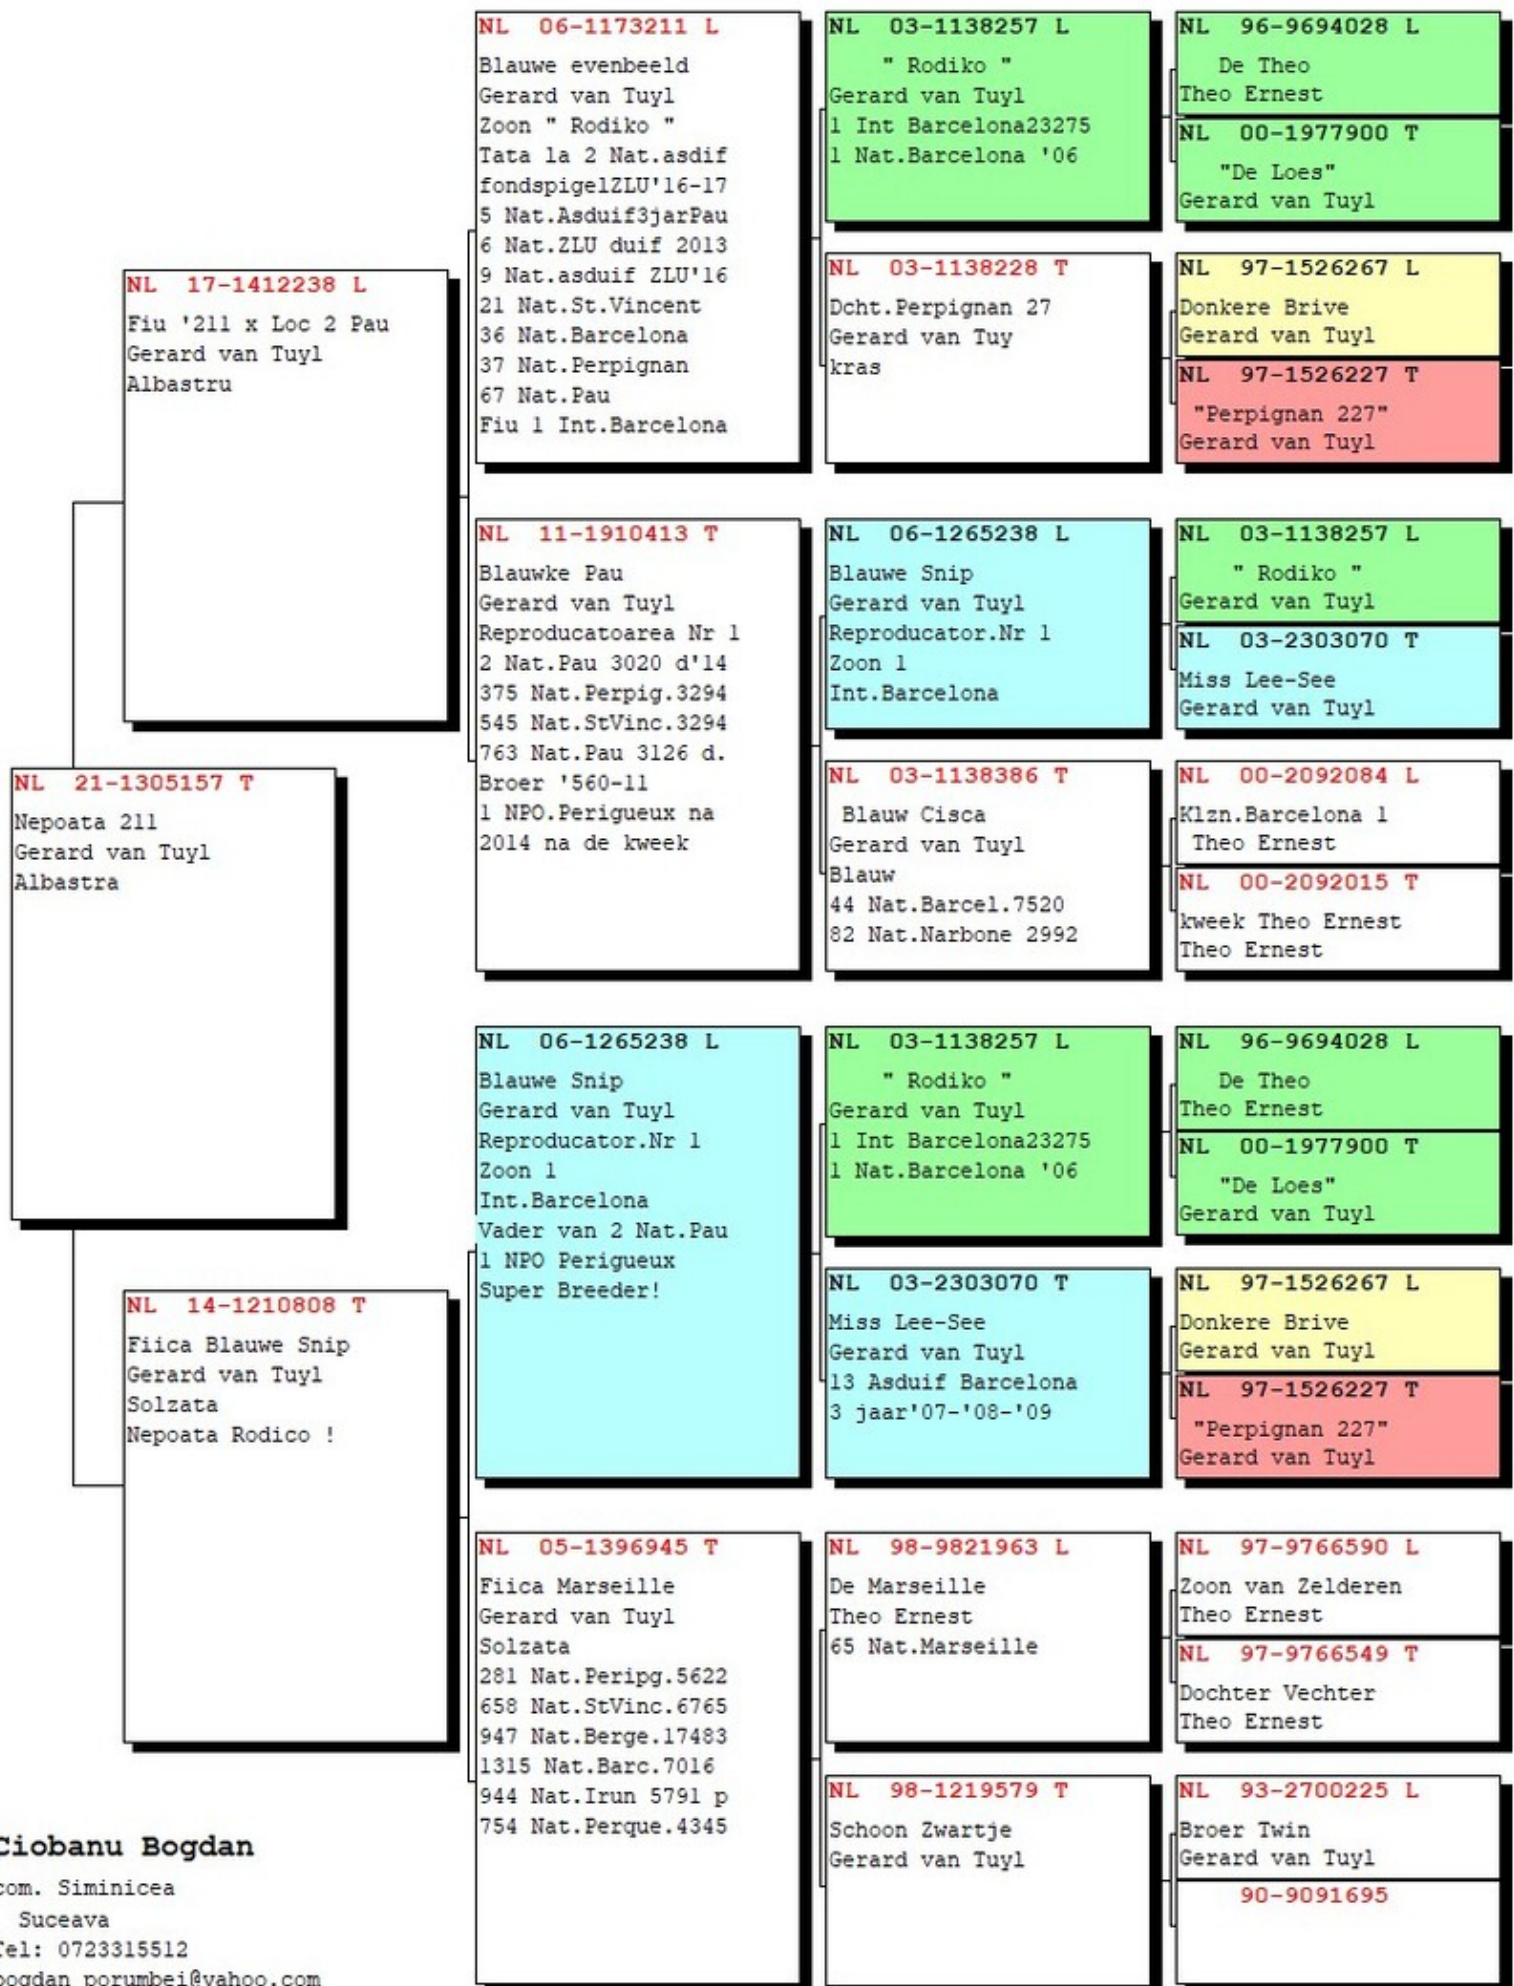 NL 21-1305157 T
Nepoata 211
Gerard van Tuyl
Albastra
NL 17-1412238 L
Fiu '211 x Loc 2 Pau
Gerard van Tuyl
Albastru
NL 14-1210808 T
Fiica Blauwe Snip
Gerard van Tuyl
Solzata
Nepoata Rodico !
NL 06-1173211 L
Blauwe evenbeeld
Gerard van Tuyl
Zoon " Rodiko "
Tata la 2 Nat.asdif
fondspigelZLU'16-17
5 Nat.Asduif3jarPau
6 Nat.ZLU duif 2013
9 Nat.asduif ZLU'16
21 Nat.St.Vincent
36 Nat.Barcelona
37 Nat.Perpignan
67 Nat.Pau
Fiu 1 Int.Barcelona
NL 11-1910413 T
Blauwke Pau
Gerard van Tuyl
Reproducatoarea Nr 1
2 Nat.Pau 3020 d'14
375 Nat.Perpig.3294
545 Nat.StVinc.3294
763 Nat.Pau 3126 d.
Broer '560-11
1 NPO.Perigueux na
2014 na de kweek
NL 06-1265238 L
Blauwe Snip
Gerard van Tuyl
Reproducator.Nr 1
Zoon 1
Int.Barcelona
Vader van 2 Nat.Pau
1 NPO Perigueux
Super Breeder!
NL 05-1396945 T
Fiica Marseille
Gerard van Tuyl
Solzata
281 Nat.Peripg.5622
658 Nat.StVinc.6765
947 Nat.Berge.17483
1315 Nat.Barc.7016
944 Nat.Irun 5791 p
754 Nat.Perque.4345
NL 03-1138257 L
" Rodiko "
Gerard van Tuyl
1 Int Barcelona23275
1 Nat.Barcelona '06
NL 03-1138228 T
Dcht.Perpignan 27
Gerard van Tuy
kras
NL 06-1265238 L
Blauwe Snip
Gerard van Tuyl
Reproducator.Nr 1
Zoon 1
Int.Barcelona
NL 03-1138386 T
Blauw Cisca
Gerard van Tuyl
Blauw
44 Nat.Barcel.7520
82 Nat.Narbone 2992
NL 03-1138257 L
" Rodiko "
Gerard van Tuyl
1 Int Barcelona23275
1 Nat.Barcelona '06
NL 03-2303070 T
Miss Lee-See
Gerard van Tuyl
13 Asduif Barcelona
3 jaar'07-'08-'09
NL 98-9821963 L
De Marseille
Theo Ernest
65 Nat.Marseille
NL 98-1219579 T
Schoon Zwartje
Gerard van Tuyl
NL 96-9694028 L
De Theo
Theo Ernest
NL 00-1977900 T
"De Loes"
Gerard van Tuyl
NL 97-1526267 L
Donkere Brive
Gerard van Tuyl
NL 97-1526227 T
"Perpignan 227"
Gerard van Tuyl
NL 03-1138257 L
" Rodiko "
Gerard van Tuyl
NL 03-2303070 T
Miss Lee-See
Gerard van Tuyl
NL 00-2092084 L
Klzn.Barcelona 1
Theo Ernest
NL 00-2092015 T
kweek Theo Ernest
Theo Ernest
NL 96-9694028 L
De Theo
Theo Ernest
NL 00-1977900 T
"De Loes"
Gerard van Tuyl
NL 97-1526267 L
Donkere Brive
Gerard van Tuyl
NL 97-1526227 T
"Perpignan 227"
Gerard van Tuyl
NL 97-9766590 L
Zoon van Zelderen
Theo Ernest
NL 97-9766549 T
Dochter Vechter
Theo Ernest
NL 93-2700225 L
Broer Twin
Gerard van Tuyl
90-9091695
Ciobanu Bogdan
com. Siminicea
Suceava
Tel: 0723315512
bogdan_porumbei@yahoo.com